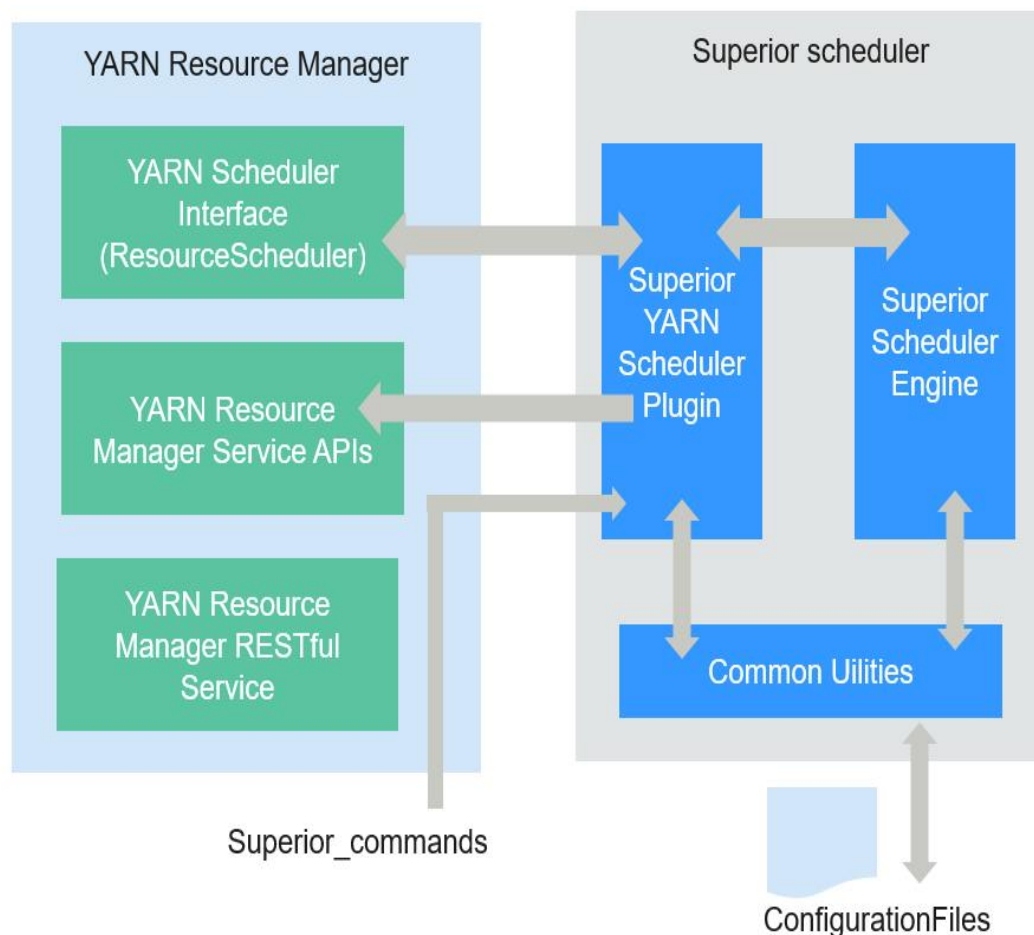 YARN Resource Manager
YARN Scheduler
Interface
(ResourceScheduler)
YARN Resource
Manager Service APIs
YARN Resource
Manager RESTful
Service
Superior_commands
Superior scheduler
Superior
YARN
Scheduler
Plugin
Superior
Scheduler
Engine
Common Uilities
ConfigurationFiles